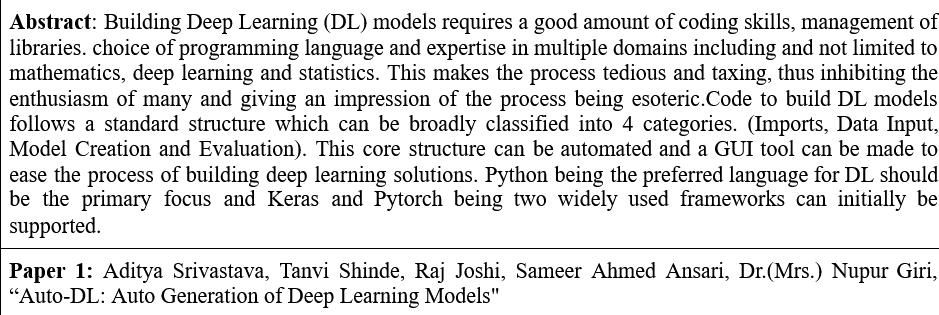 Abstract: Building Deep Learning (DL) models requires a good amount of coding skills, management of
libraries. choice of programming language and expertise in multiple domains including and not limited to
mathematics, deep learning and statistics. This makes the process tedious and taxing, thus inhibiting the
enthusiasm of many and giving an impression of the process being esoteric.Code to build DL models
follows a standard structure which can be broadly classified into 4 categories. (Imports, Data Input,
Model Creation and Evaluation). This core structure can be automated and a GUI tool can be made to
ease the process of building deep learning solutions. Python being the preferred language for DL should
be the primary focus and Keras and Pytorch being two widely used frameworks can initially be
supported.
Paper 1: Aditya Srivastava, Tanvi Shinde, Raj Joshi, Sameer Ahmed Ansari, Dr.(Mrs.) Nupur Giri,
“Auto-DL: Auto Generation of Deep Learning Models"